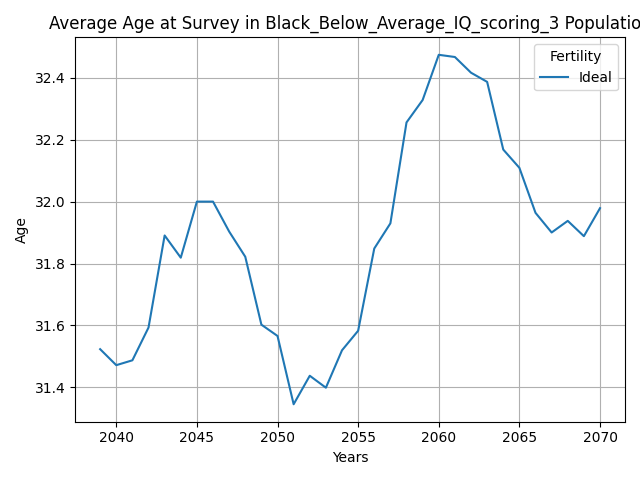 Average Age at Survey in Black_Below_Average_IQ_scoring_3 Populatio
Fertility
Ideal
Age
32.4
32.2
32.0
31.8
31.6
31.4
2040 2045 2050 2055 2060 2065 2070
Years